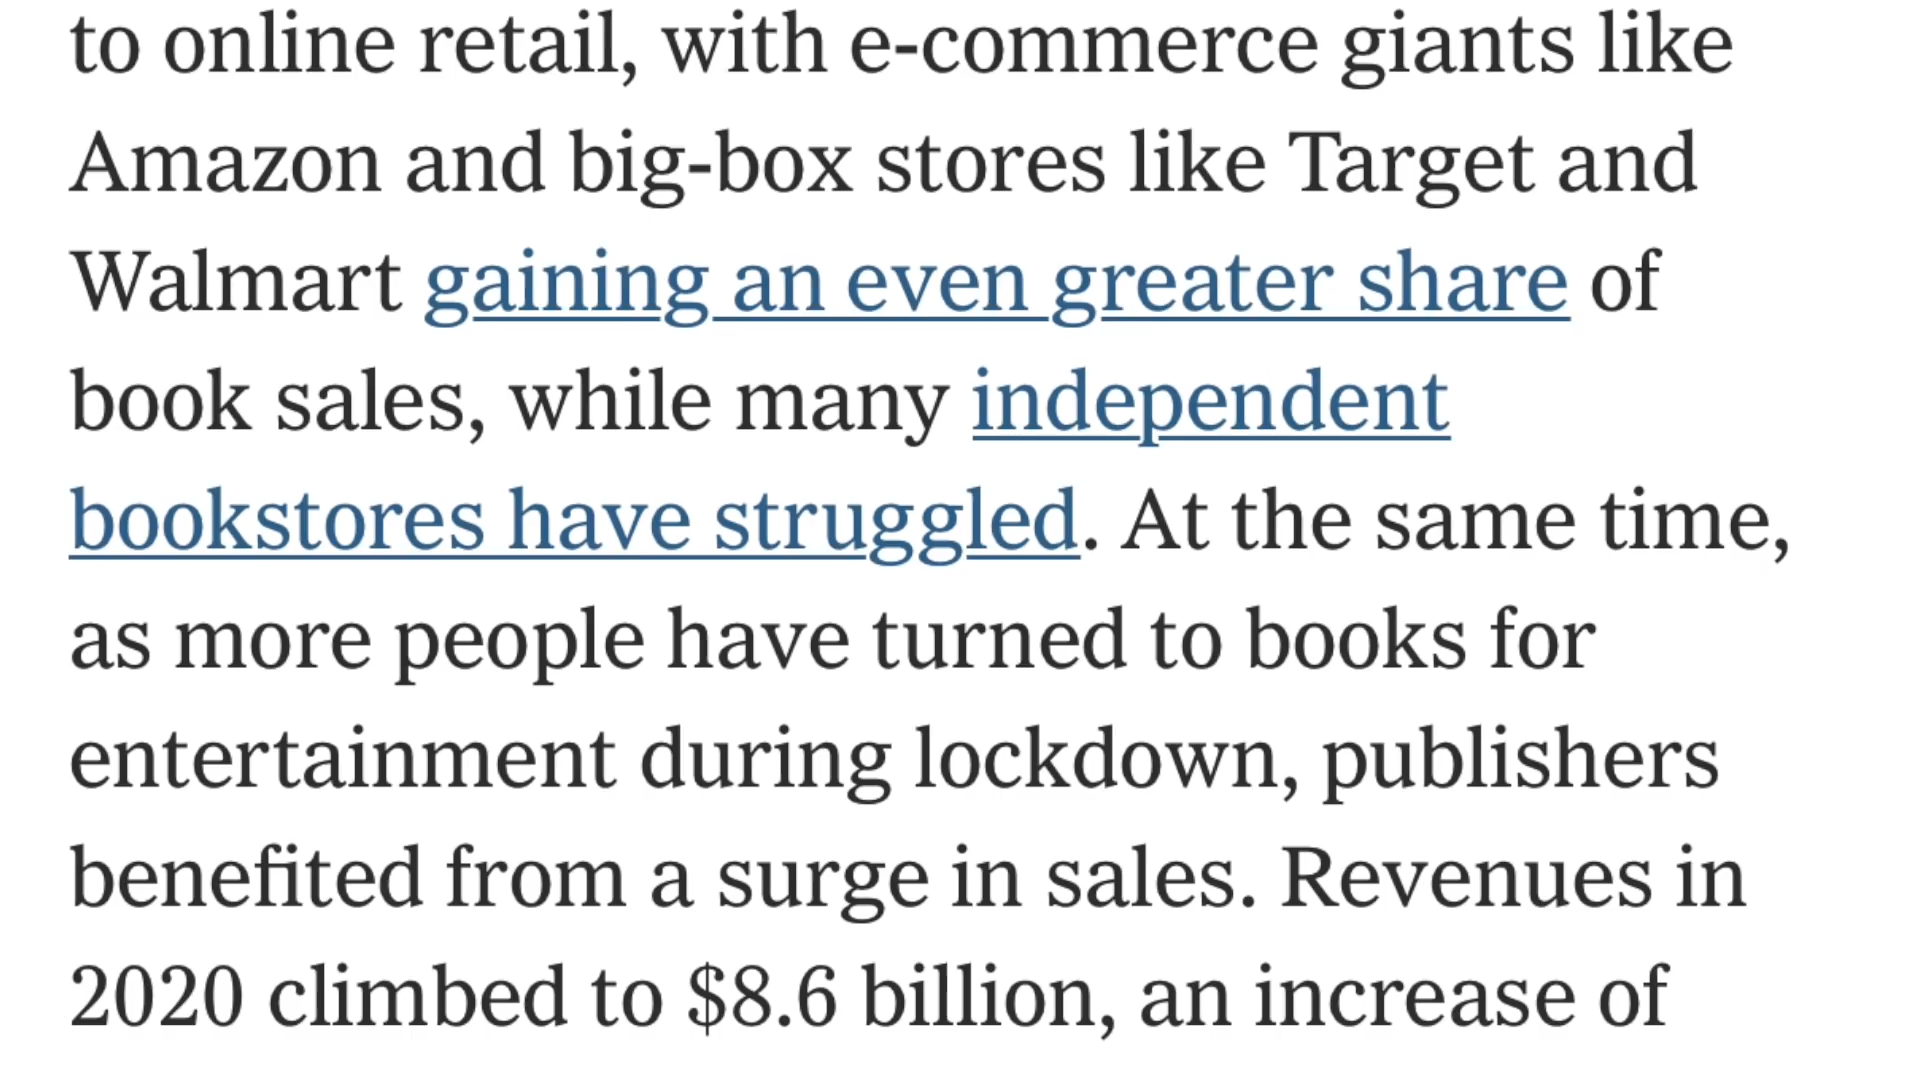 to online retail, with e-commerce giants like
Amazon and big-box stores like Target and
Walmart gaining an even greater share of
book sales, while many independent
bookstores have struggled. At the same time,
as more people have turned to books for
entertainment during lockdown, publishers
benefited from a surge in sales. Revenues in
2020 climbed to $8.6 billion, an increase of